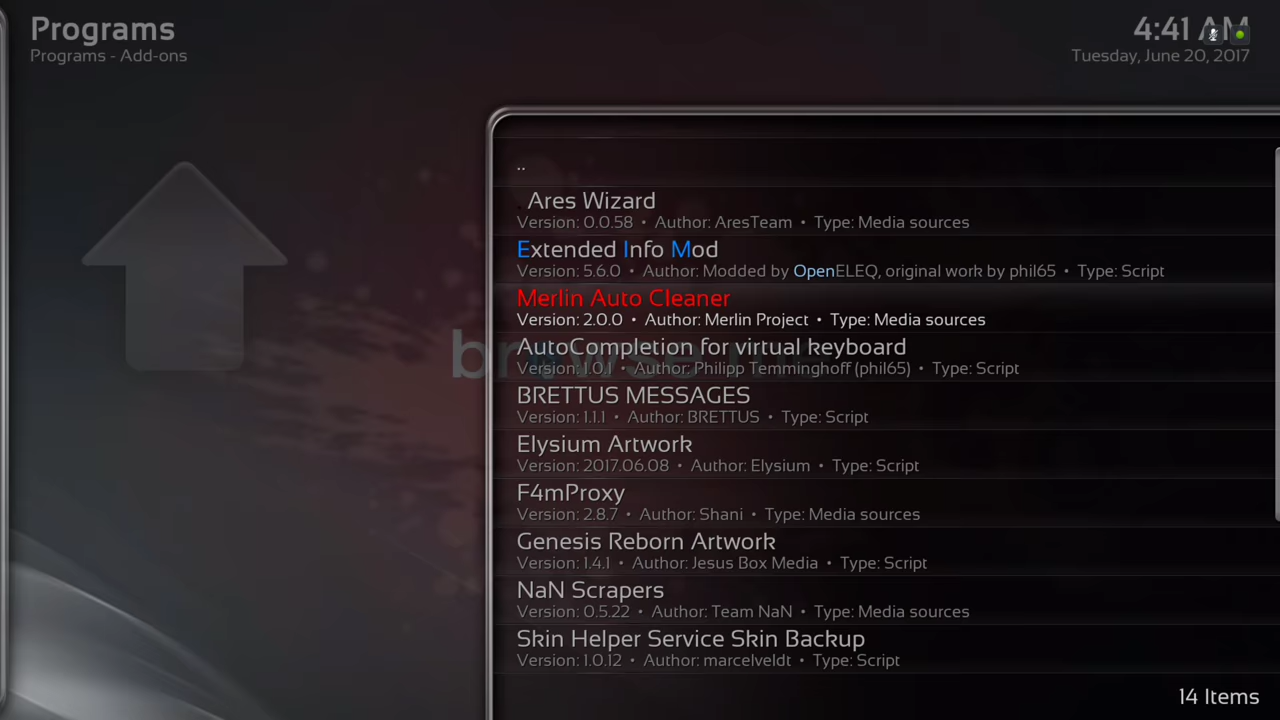 Programs
Programs - Add-ons
4:41 AM
Tuesday, June 20, 2017
..
Ares Wizard
Version: 0.0.58 • Author: AresTeam • Type: Media sources
Extended Info Mod
Version: 5.6.0 • Author: Modded by OpenELEQ, original work by phil65 • Type: Script
Merlin Auto Cleaner
Version: 2.0.0 • Author: Merlin Project • Type: Media sources
AutoCompletion for virtual keyboard
Version: 1.0.1 • Author: Philipp Temminghoff (phil65) • Type: Script
BRETTUS MESSAGES
Version: 1.1.1 • Author: BRETTUS • Type: Script
Elysium Artwork
Version: 2017.06.08 • Author: Elysium • Type: Script
F4mProxy
Version: 2.8.7 • Author: Shani • Type: Media sources
Genesis Reborn Artwork
Version: 1.4.1 • Author: Jesus Box Media • Type: Script
NaN Scrapers
Version: 0.5.22 • Author: Team NaN • Type: Media sources
Skin Helper Service Skin Backup
Version: 1.0.12 • Author: marcelveldt • Type: Script
14 Items